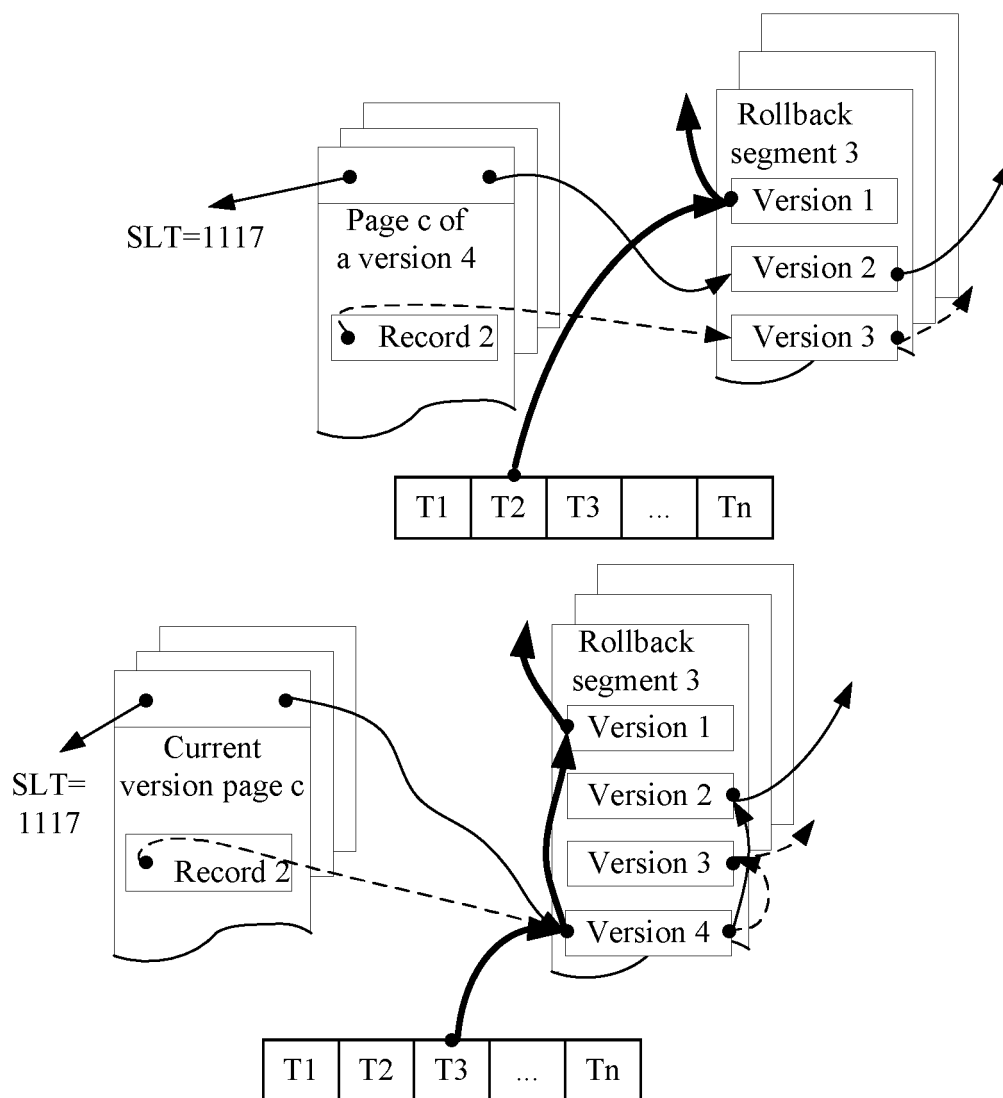 Rollback
segment 3
Version 1
Version 2
Version 3
SLT=1117
Page c of
a version 4
Record 2
T1 T2 T3 ... Tn
Rollback
segment 3
Version 1
Version 2
Version 3
Version 4
Current
version page c
SLT=
1117
Record 2
T1 T2 T3 ... Tn